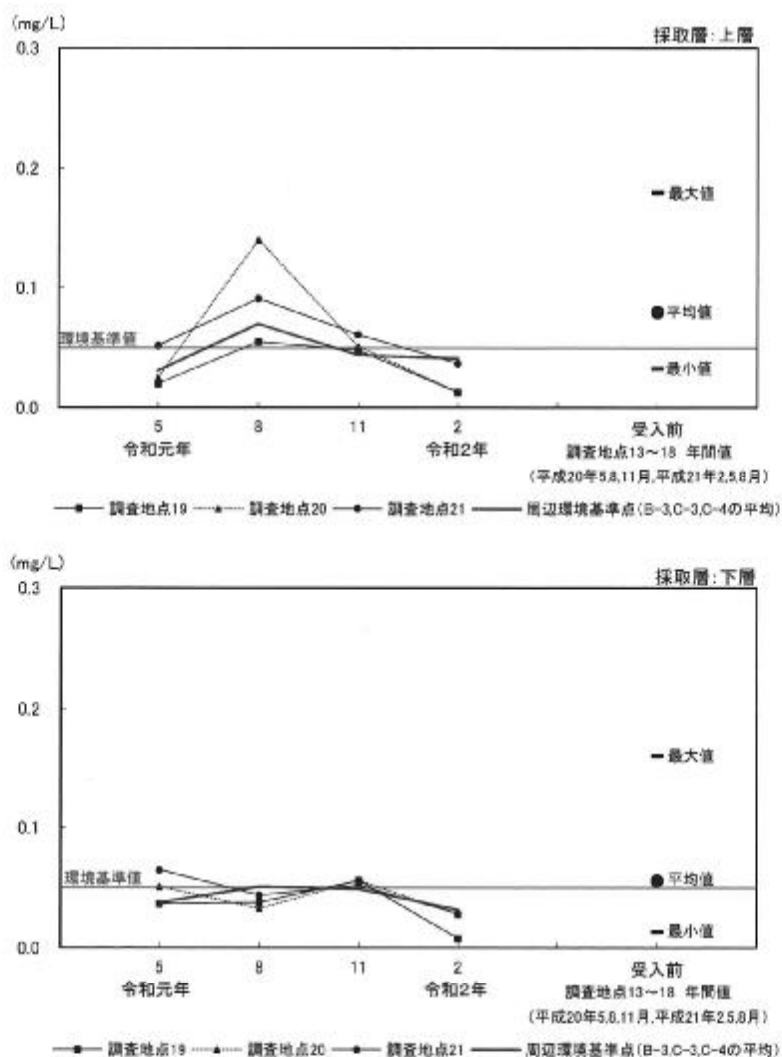 (mg/L)
採取層:上層
0.3
0.2
最大値
0.1
平均値
環境基準値
最小値
0.0
5 8 11 2 受入前
令和元年 令和2年 調査地点13～18 年間値
(平成20年5,8,11月,平成21年2,5,8月)
調査地点19 調査地点20 調査地点21 周辺環境基準点(B-3,C-3,C-4の平均)
(mg/L)
採取層:下層
0.3
0.2
最大値
0.1
環境基準値 平均値
最小値
0.0
5 8 11 2 受入前
令和元年 令和2年 調査地点13～18 年間値
(平成20年5,8,11月,平成21年2,5,8月)
調査地点19 調査地点20 調査地点21 周辺環境基準点(B-3,C-3,C-4の平均)